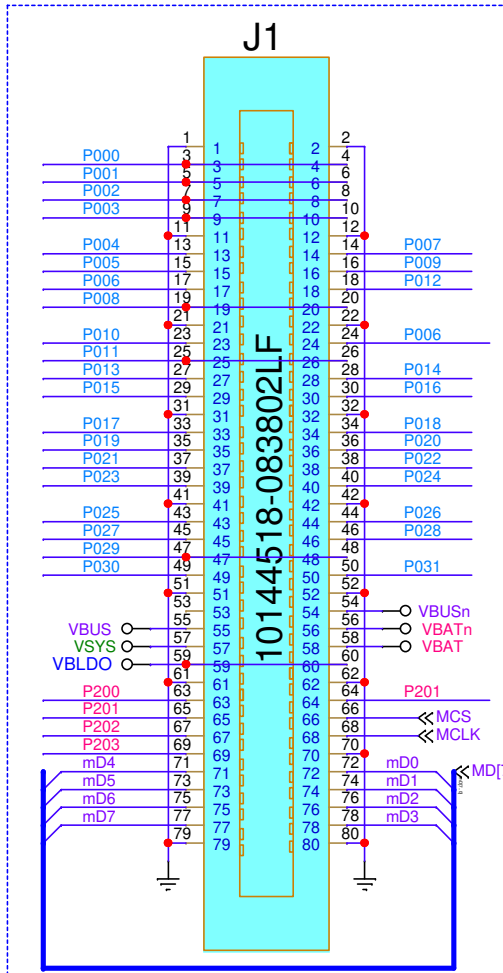 J1
1 1 2 2
P000 3 3 4 4
P001 5 5 6 6
P002 7 7 8 8
P003 9 9 10 10
11 11 12 12
P004 13 13 14 14 P007
P005 15 15 16 16 P009
P006 17 17 18 18 P012
P008 19 19 20 20
21 21 22 22
P010 23 23 24 24 P006
P011 25 25 26 26
P013 27 27 28 28 P014
P015 29 29 30 30 P016
31 31 32 32
P017 33 33 34 34 P018
P019 35 35 36 36 P020
P021 37 37 38 38 P022
P023 39 39 40 40 P024
41 41 42 42
P025 43 43 44 44 P026
P027 45 45 46 46 P028
P029 47 47 48 48
P030 49 49 50 50 P031
51 51 52 52
53 53 54 54 VBUSn
VBUS 55 55 56 56 VBATn
VSYS 57 57 58 58 VBAT
VBLDO 59 59 60 60
61 61 62 62
P200 63 63 64 64 P201
P201 65 65 66 66 MCS
P202 67 67 68 68 MCLK
P203 69 69 70 70
mD4 71 71 72 72 mD0 MD[
mD5 73 73 74 74 mD1
mD6 75 75 76 76 mD2
mD7 77 77 78 78 mD3
79 79 80 80
10144518-083802LF